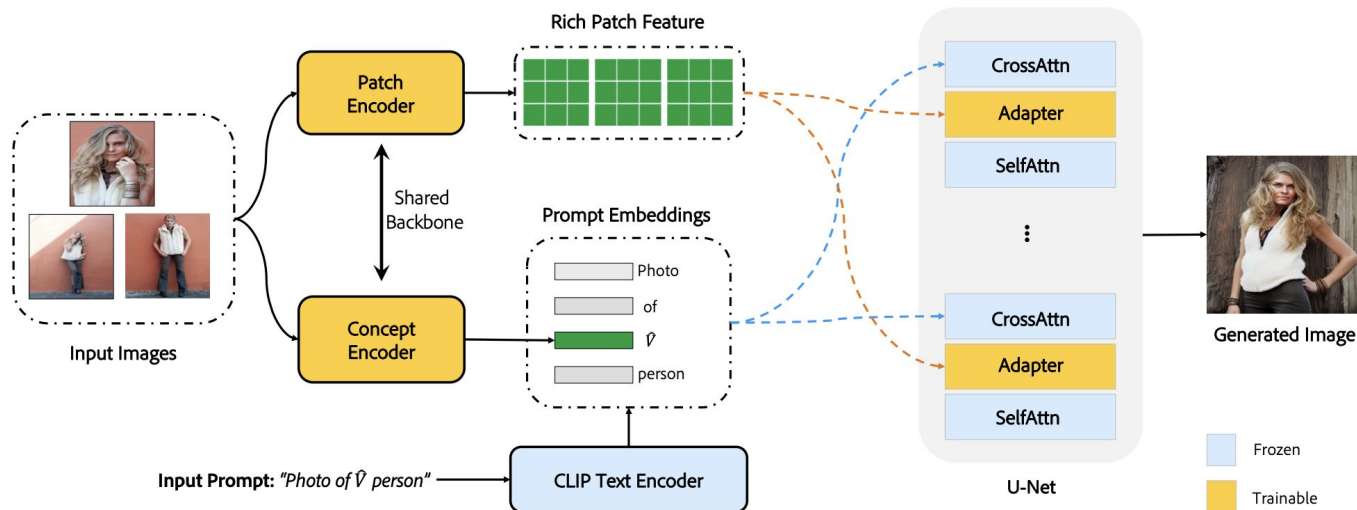 Rich Patch Feature
Patch
Encoder
CrossAttn
Adapter
SelfAttn
Shared
Backbone
Prompt Embeddings
Photo
of
V̂
person
Input Images
Concept
Encoder
...
CrossAttn
Adapter
SelfAttn
Generated Image
Input Prompt: "Photo of V̂ person"
CLIP Text Encoder
U-Net
Frozen
Trainable